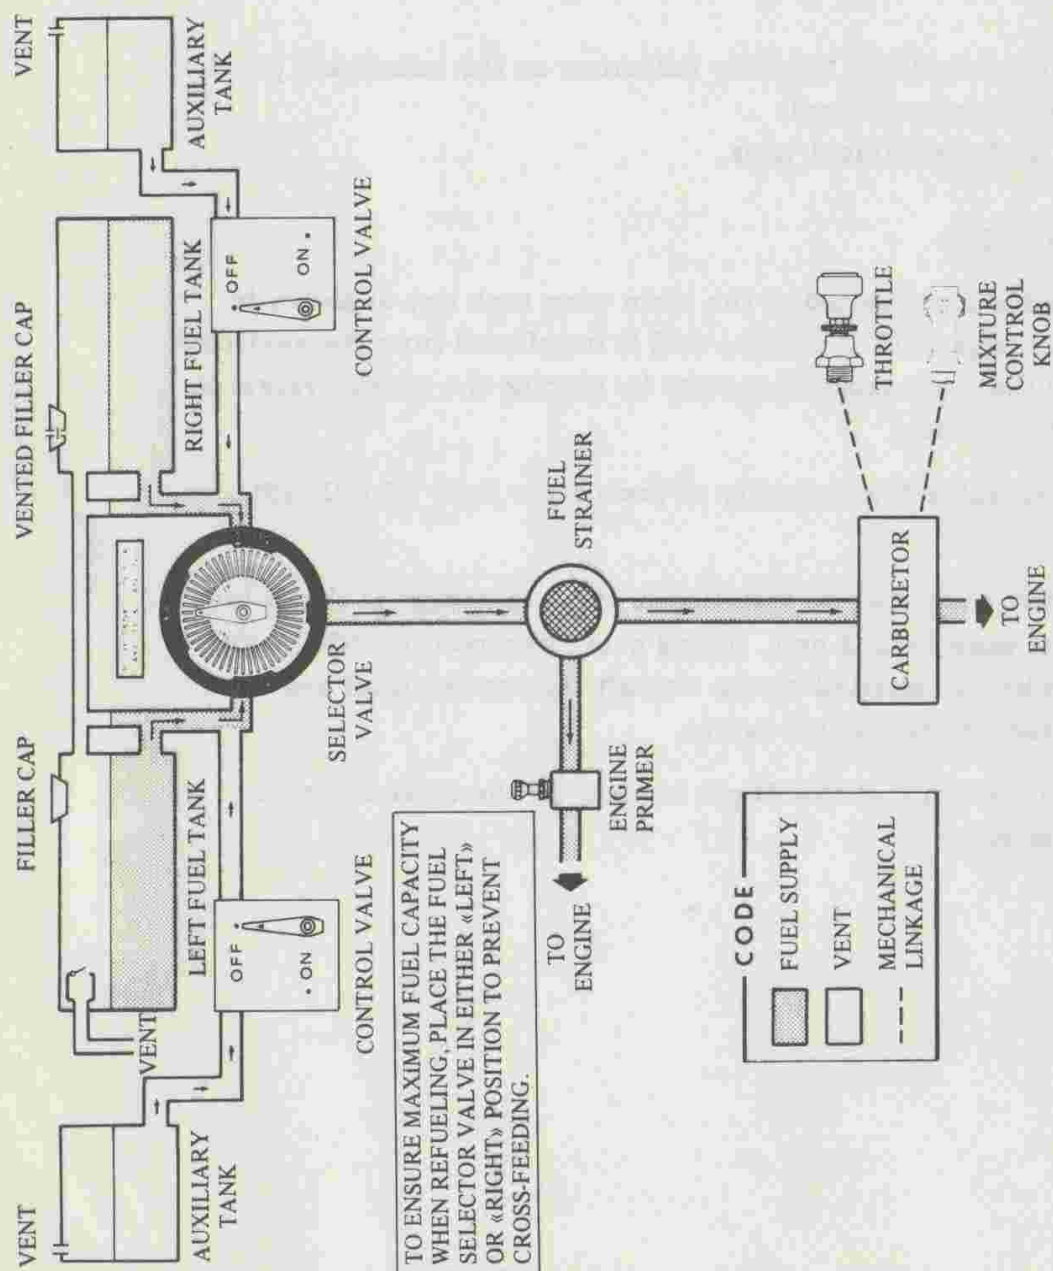 VENT
FILLER CAP
VENTED FILLER CAP
VENT
VENT
AUXILIARY
TANK
LEFT FUEL TANK
RIGHT FUEL TANK
AUXILIARY
TANK
OFF
ON
CONTROL VALVE
SELECTOR
VALVE
OFF
ON
CONTROL VALVE
TO ENSURE MAXIMUM FUEL CAPACITY
WHEN REFUELING, PLACE THE FUEL
SELECTOR VALVE IN EITHER «LEFT»
OR «RIGHT» POSITION TO PREVENT
CROSS-FEEDING.
FUEL
STRAINER
TO
ENGINE
ENGINE
PRIMER
THROTTLE
MIXTURE
CONTROL
KNOB
CARBURETOR
TO
ENGINE
CODE
FUEL SUPPLY
VENT
MECHANICAL
LINKAGE